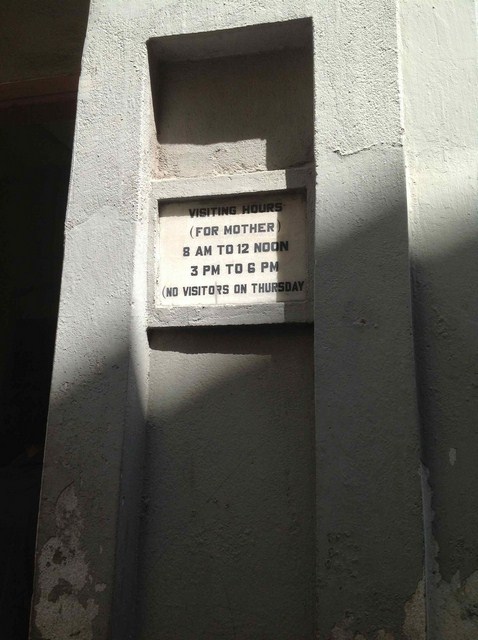 VISITING HOURS
(FOR MOTHER)
8 AM TO 12 NOON
3 PM TO 6 PM
(NO VISITORS ON THURSDAY